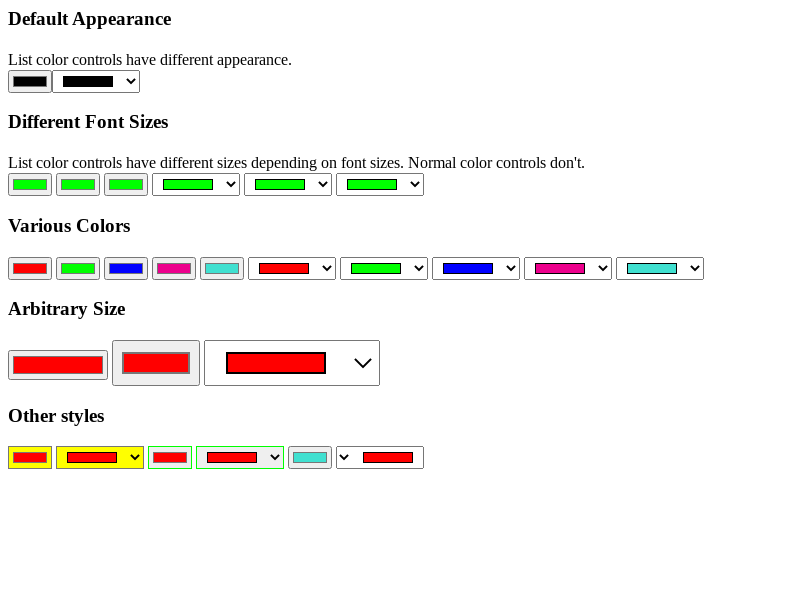 Default Appearance
List color controls have different appearance.
Different Font Sizes
List color controls have different sizes depending on font sizes. Normal color controls don't.
Various Colors
Arbitrary Size
Other styles